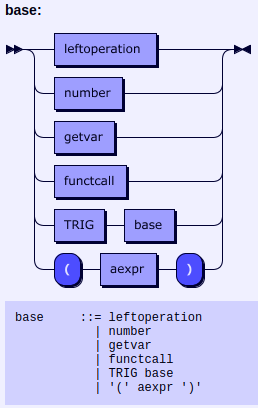 base:
leftoperation
number
getvar
functcall
TRIG base
( aexpr )
base ::= leftoperation
| number
| getvar
| functcall
| TRIG base
| '(' aexpr ')'